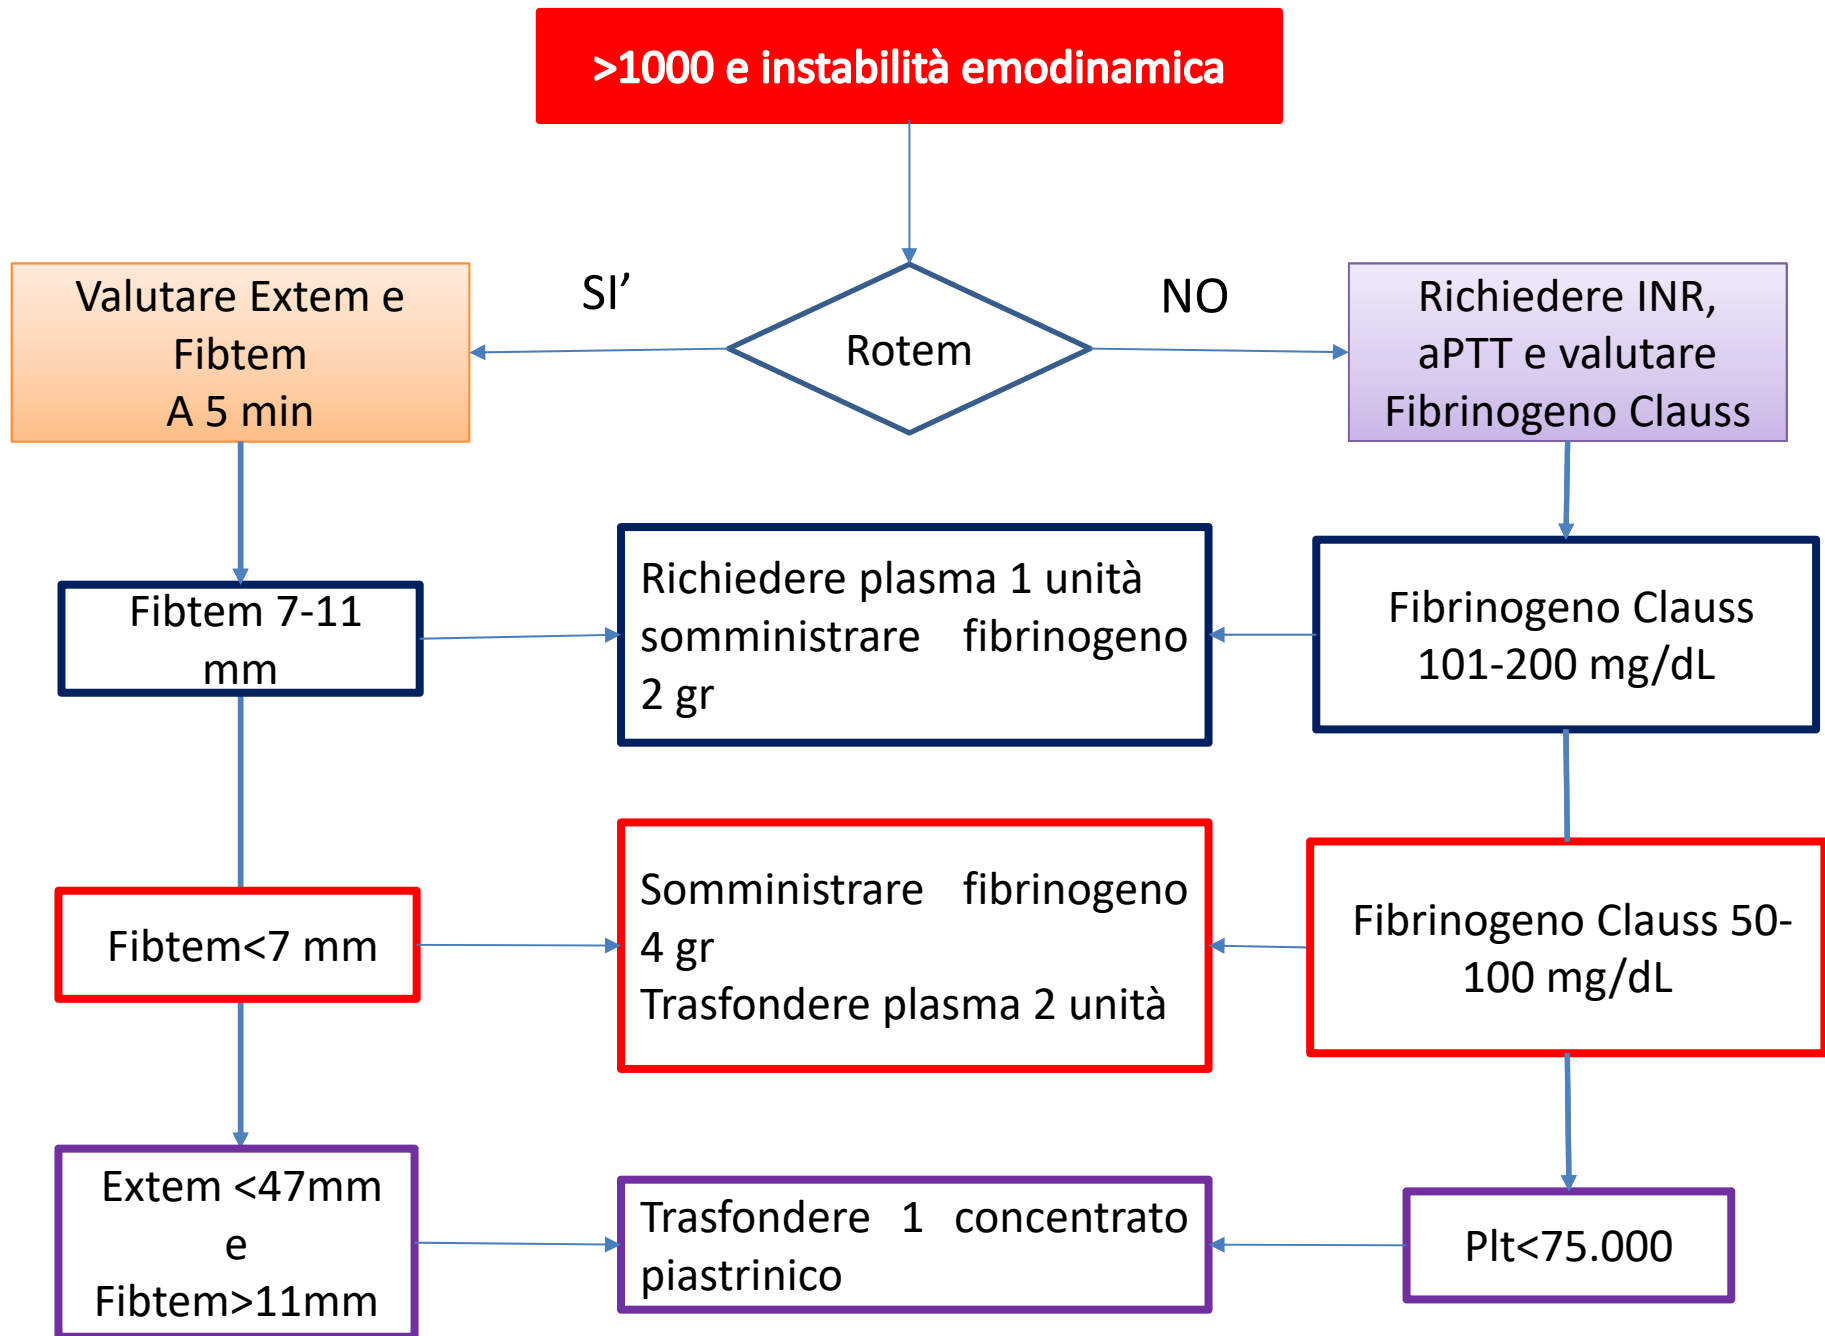 >1000 e instabilità emodinamica
SI’
NO
Valutare Extem e
Fibtem
A 5 min
Rotem
Richiedere INR,
aPTT e valutare
Fibrinogeno Clauss
Fibtem 7-11
mm
Richiedere plasma 1 unità
somministrare fibrinogeno
2 gr
Fibrinogeno Clauss
101-200 mg/dL
Fibtem<7 mm
Somministrare fibrinogeno
4 gr
Trasfondere plasma 2 unità
Fibrinogeno Clauss 50-
100 mg/dL
Extem <47mm
e
Fibtem>11mm
Trasfondere 1 concentrato
piastrinico
Plt<75.000